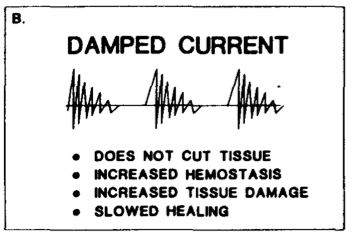 B.
DAMPED CURRENT
• DOES NOT CUT TISSUE
• INCREASED HEMOSTASIS
• INCREASED TISSUE DAMAGE
• SLOWED HEALING